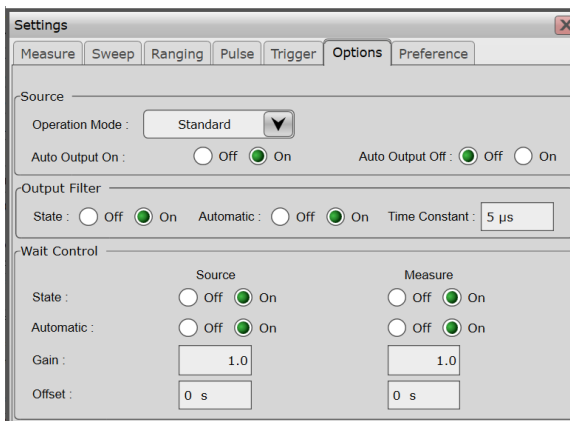 Settings
Measure Sweep Ranging Pulse Trigger Options Preference
Source
Operation Mode : Standard
Auto Output On : Off On Auto Output Off : Off On
Output Filter
State : Off On Automatic : Off On Time Constant : 5 µs
Wait Control
Source Measure
State : Off On Off On
Automatic : Off On Off On
Gain : 1.0 1.0
Offset : 0 s 0 s